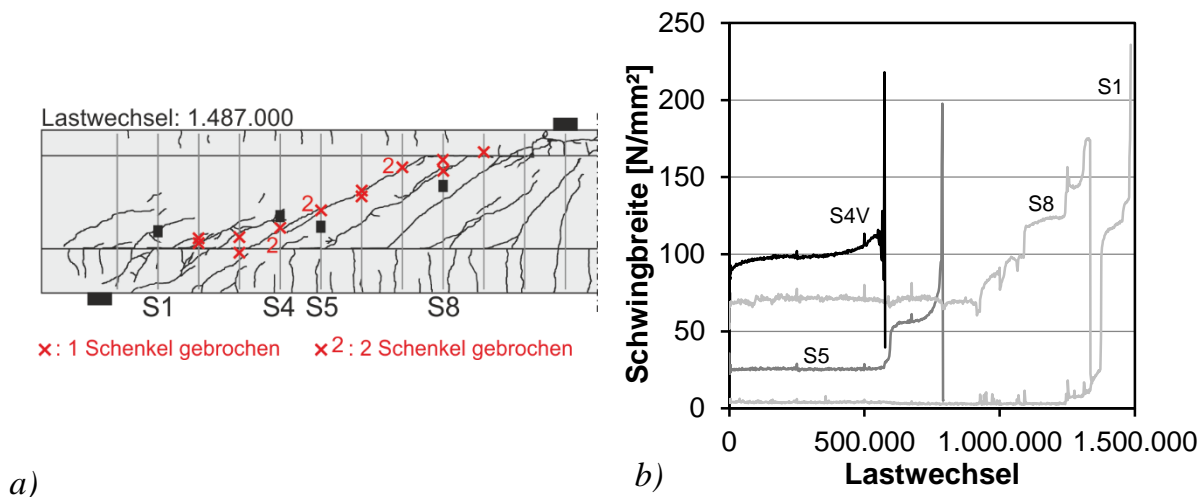 Lastwechsel: 1.487.000
2
2
2
S1 S4 S5 S8
×: 1 Schenkel gebrochen ×2: 2 Schenkel gebrochen
a)
Schwingbreite [N/mm²]
250
200
150
100
50
0
S1
S4V
S8
S5
0 500.000 1.000.000 1.500.000
Lastwechsel
b)